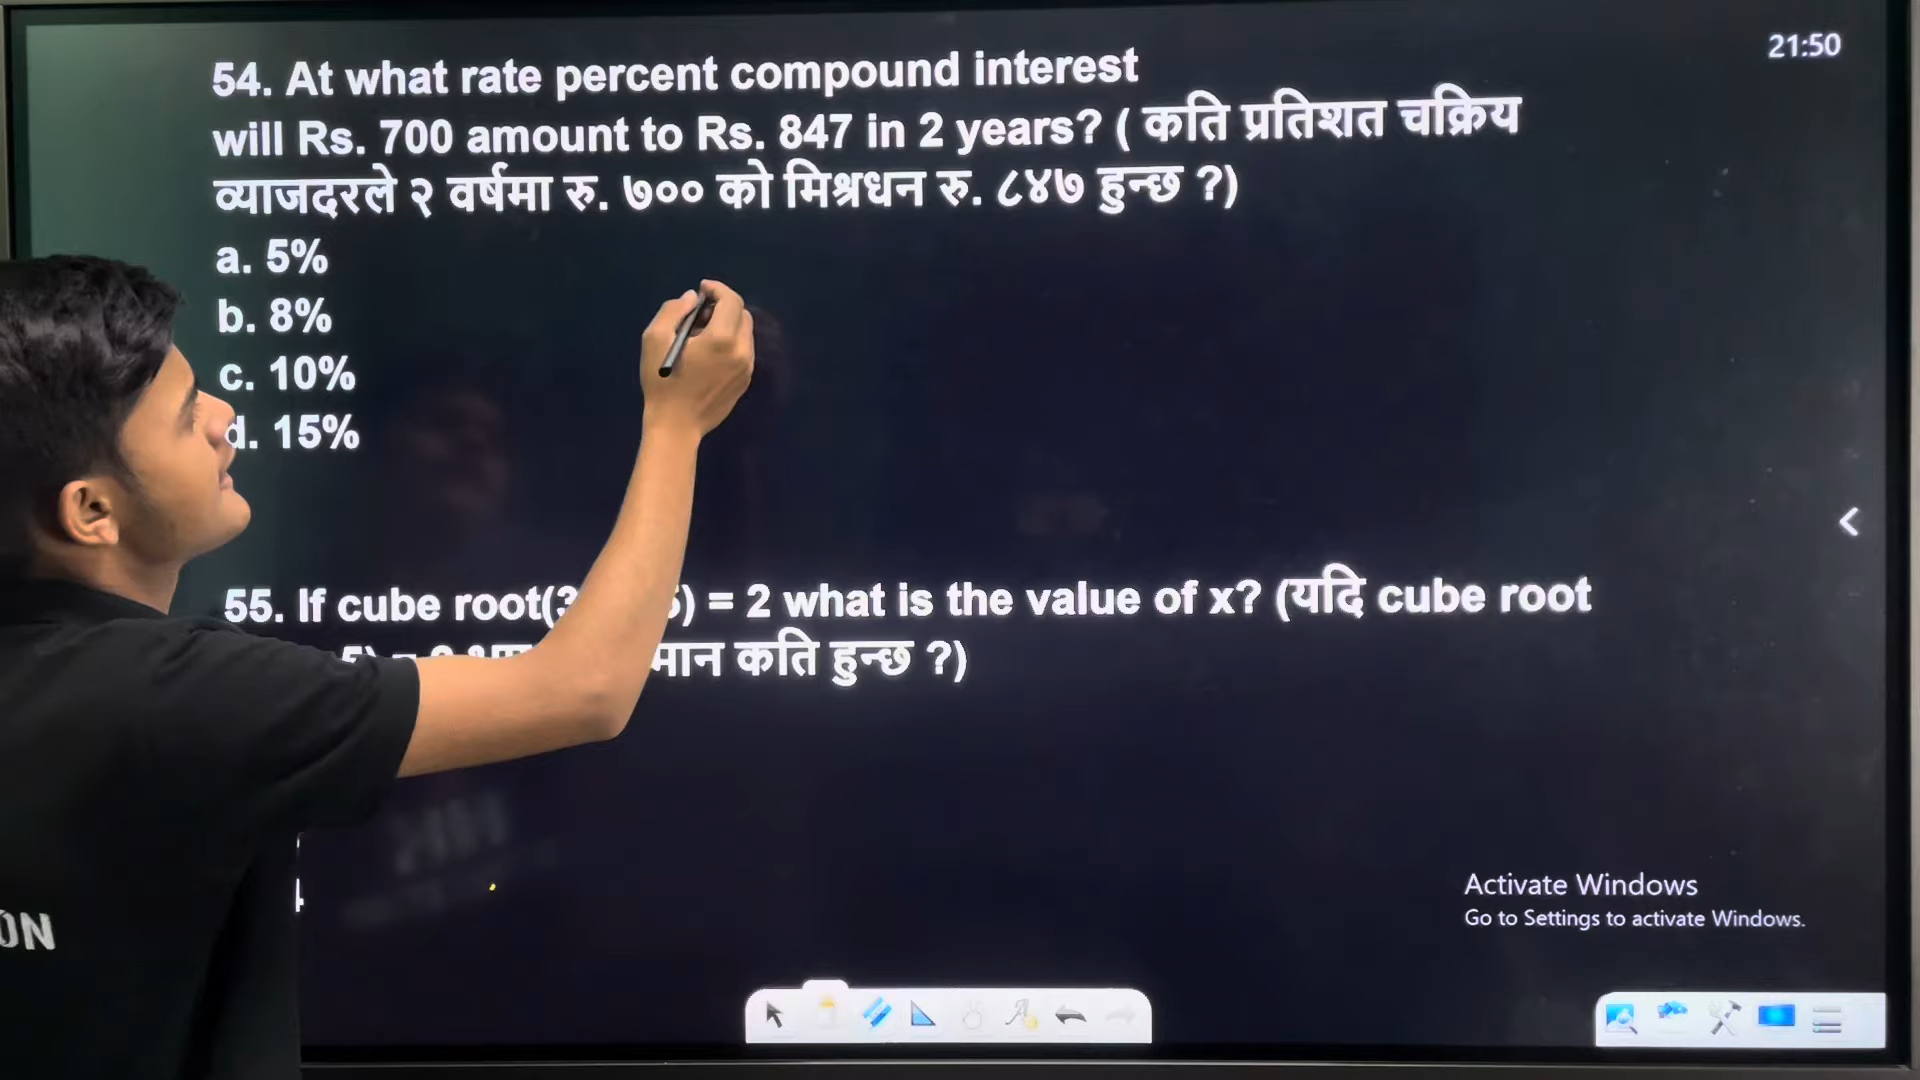 21:50
54. At what rate percent compound interest
will Rs. 700 amount to Rs. 847 in 2 years? ( कति प्रतिशत चक्रिय
व्याजदरले २ वर्षमा रु. ७०० को मिश्रधन रु. ८४७ हुन्छ ?)
a. 5%
b. 8%
c. 10%
d. 15%
55. If cube root(3 ) = 2 what is the value of x? (यदि cube root
5) = 2 मान कति हुन्छ ?)
Activate Windows
Go to Settings to activate Windows.
ON